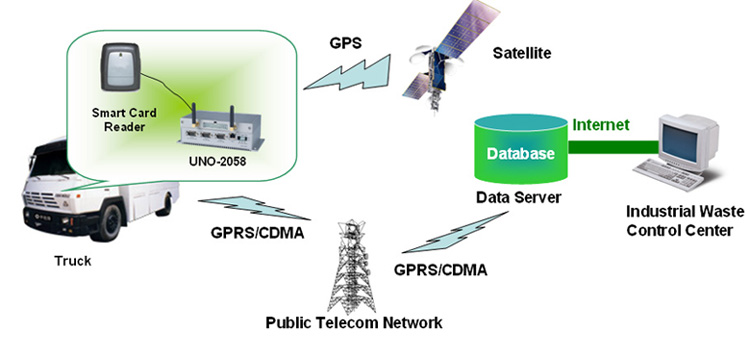 GPS
Satellite
Smart Card
Reader
UNO-2058
Internet
Database
Data Server
Industrial Waste
Control Center
GPRS/CDMA
Truck
GPRS/CDMA
Public Telecom Network